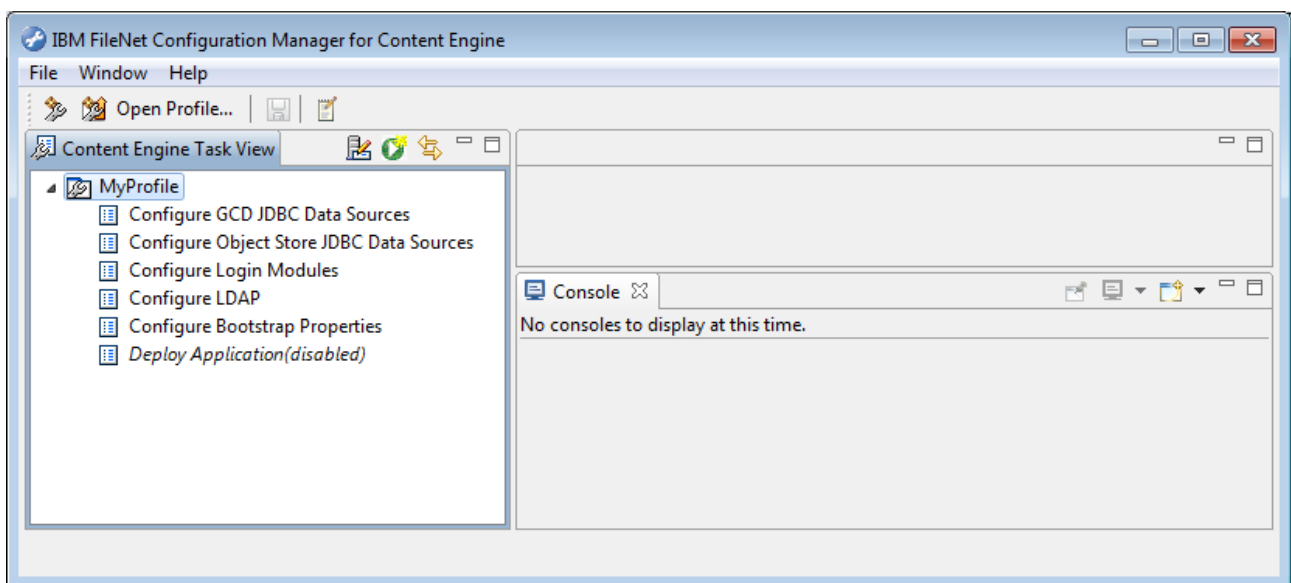 IBM FileNet Configuration Manager for Content Engine
File Window Help
Open Profile...
Content Engine Task View
MyProfile
Configure GCD JDBC Data Sources
Configure Object Store JDBC Data Sources
Configure Login Modules
Configure LDAP
Configure Bootstrap Properties
Deploy Application(disabled)
Console
No consoles to display at this time.